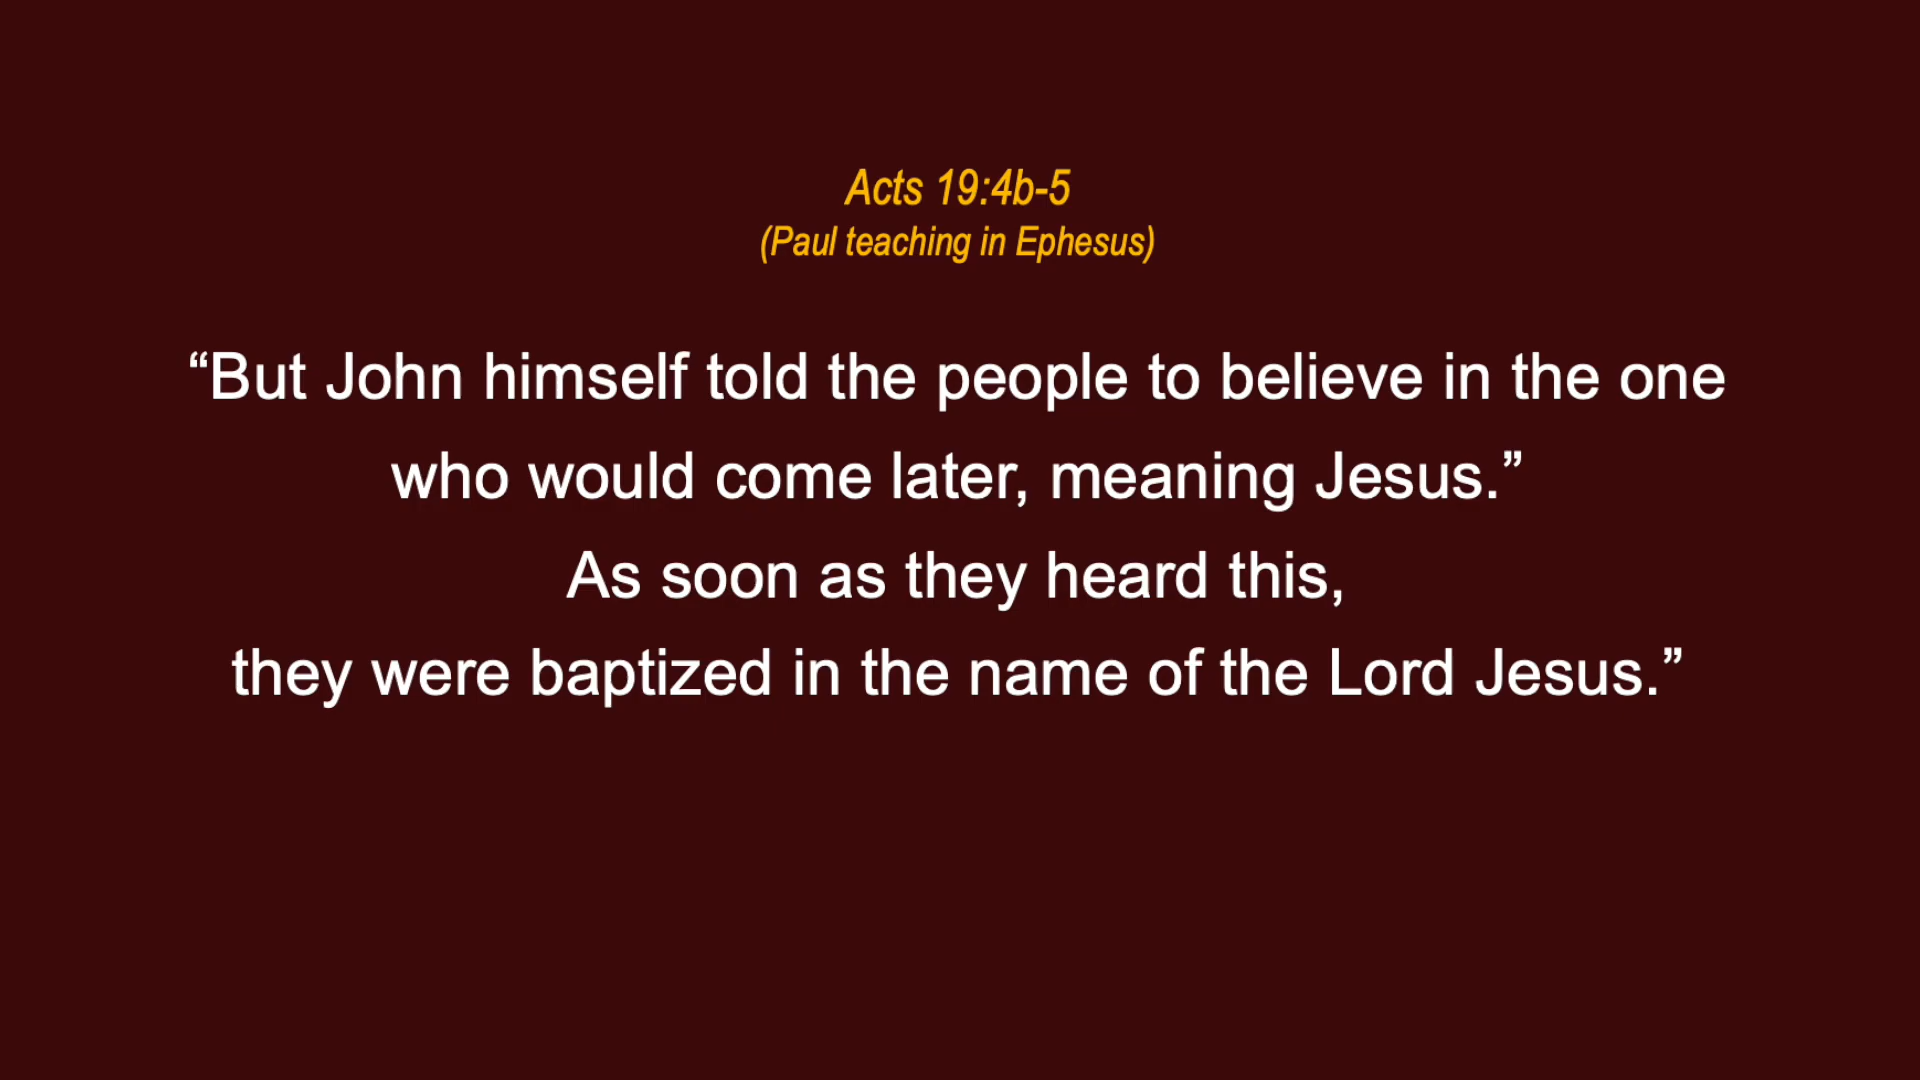 Acts 19:4b-5
(Paul teaching in Ephesus)
“But John himself told the people to believe in the one
who would come later, meaning Jesus.”
As soon as they heard this,
they were baptized in the name of the Lord Jesus.”